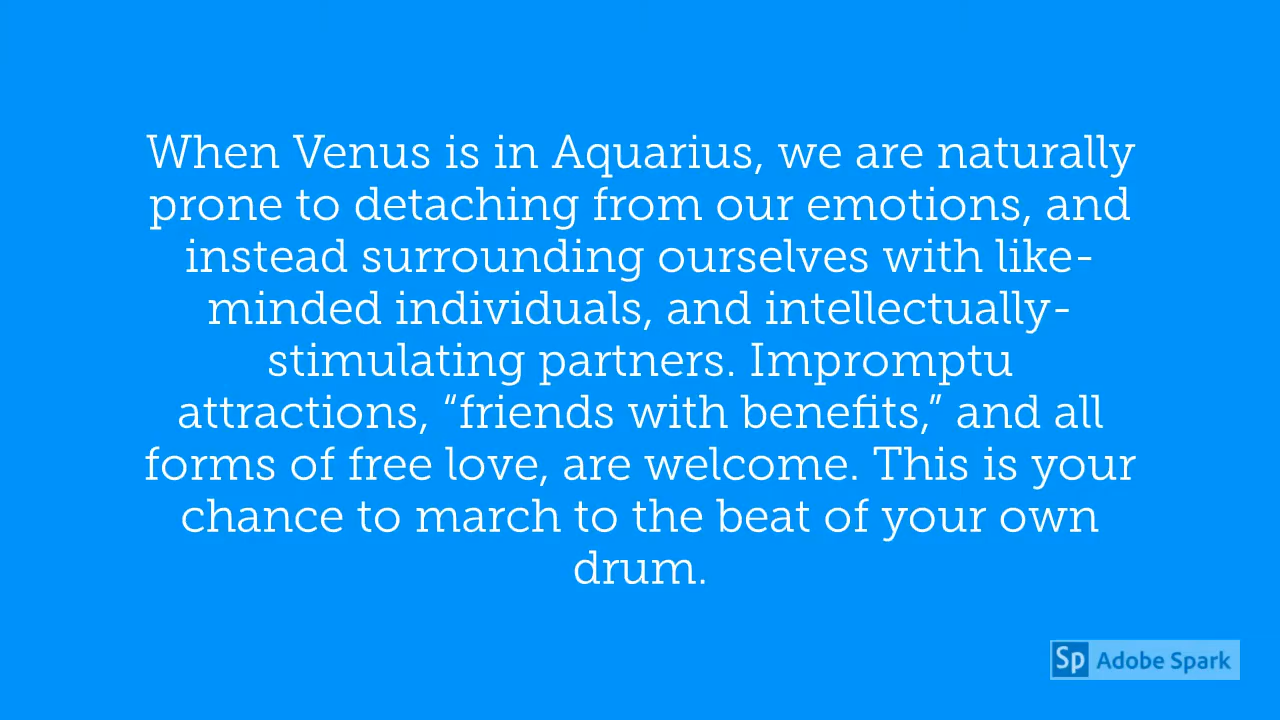 When Venus is in Aquarius, we are naturally
prone to detaching from our emotions, and
instead surrounding ourselves with like-
minded individuals, and intellectually-
stimulating partners. Impromptu
attractions, “friends with benefits,” and all
forms of free love, are welcome. This is your
chance to march to the beat of your own
drum.
Sp Adobe Spark